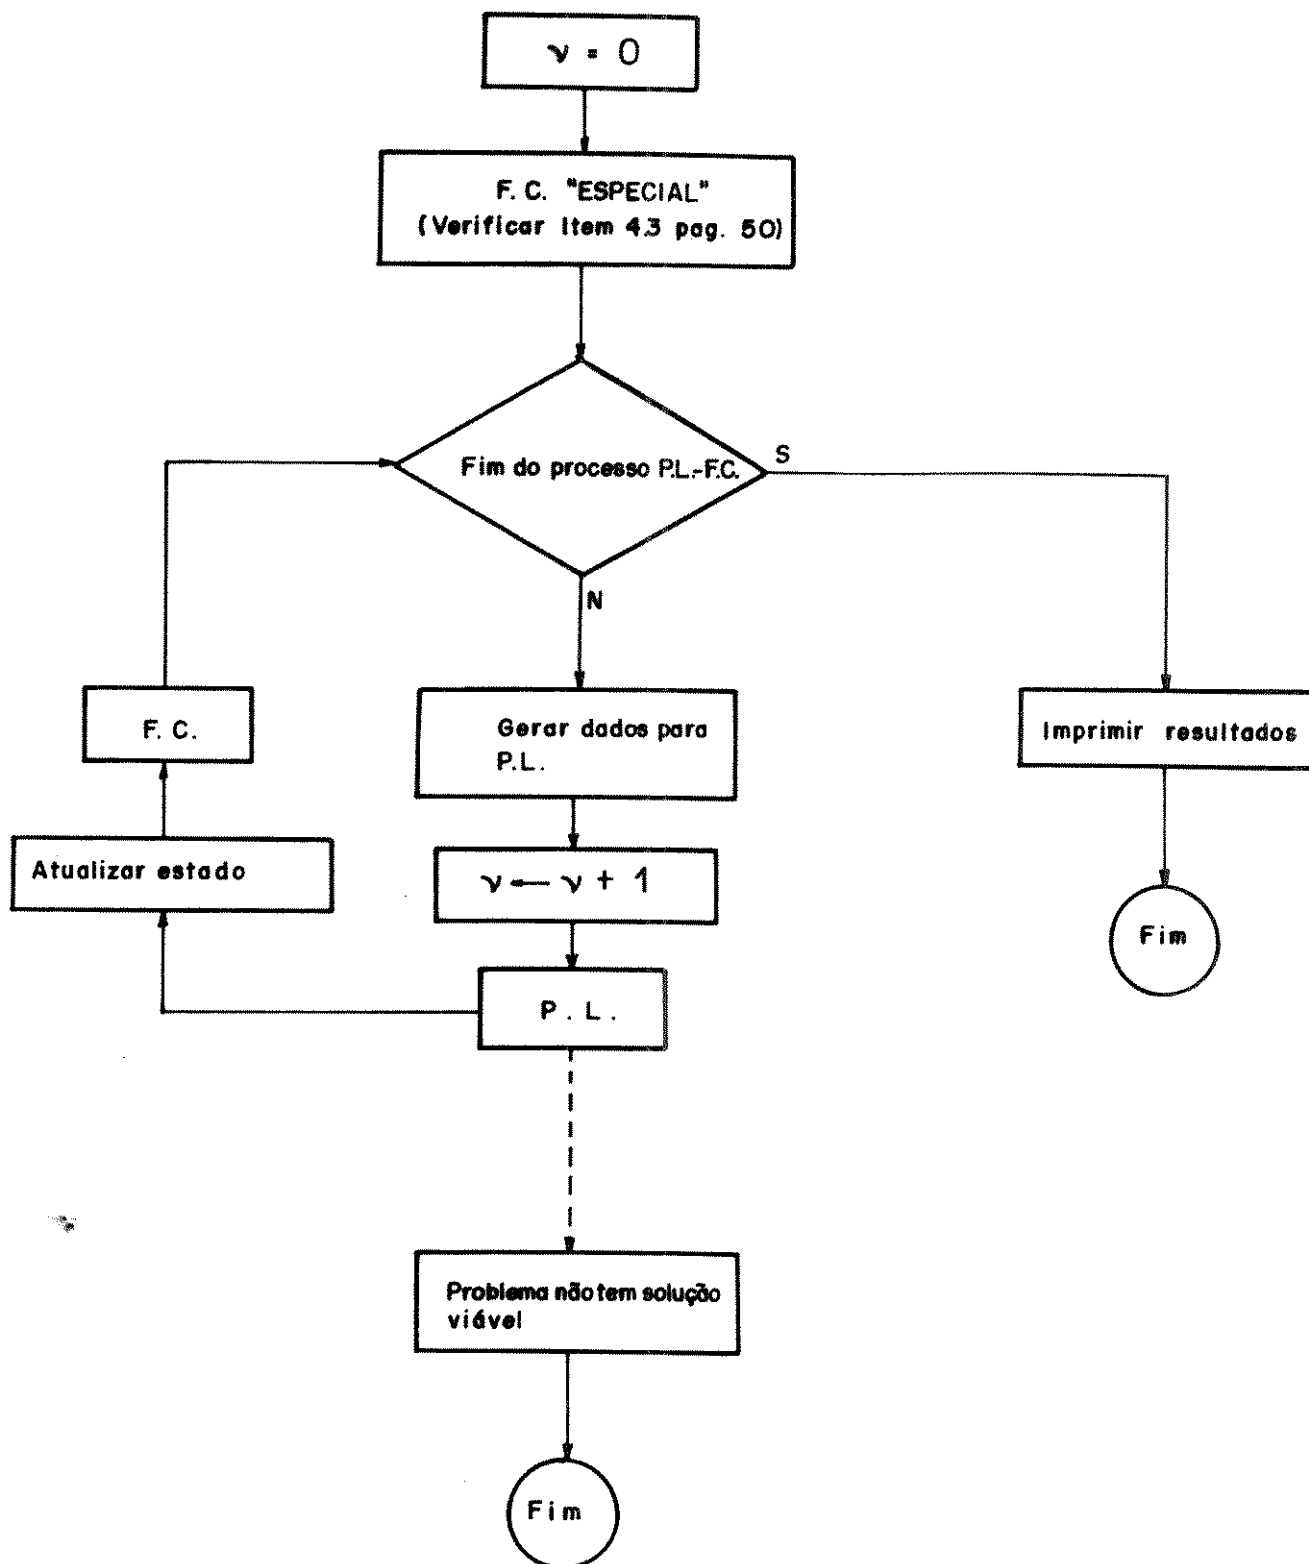 ν = 0
F. C. "ESPECIAL"
(Verificar Item 4.3 pag. 50)
Fim do processo P.L.-F.C.
S
N
F. C.
Gerar dados para
P.L.
Imprimir resultados
Atualizar estado
ν ← ν + 1
Fim
P. L.
Problema não tem solução
viável
Fim